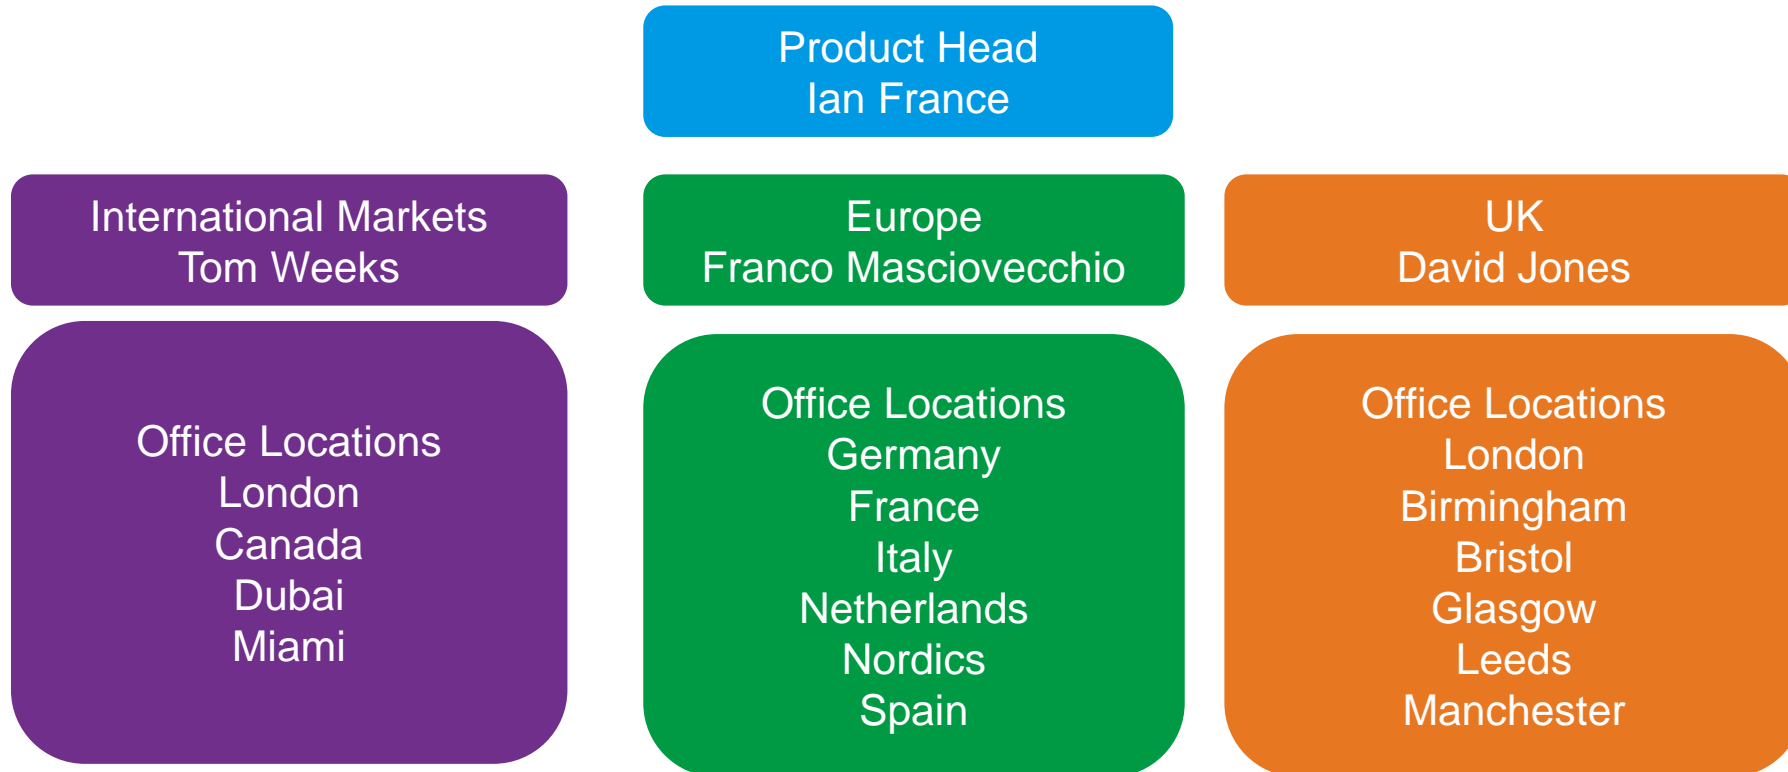 Product Head
Ian France
International Markets
Tom Weeks
Europe
Franco Masciovecchio
UK
David Jones
Office Locations
London
Canada
Dubai
Miami
Office Locations
Germany
France
Italy
Netherlands
Nordics
Spain
Office Locations
London
Birmingham
Bristol
Glasgow
Leeds
Manchester